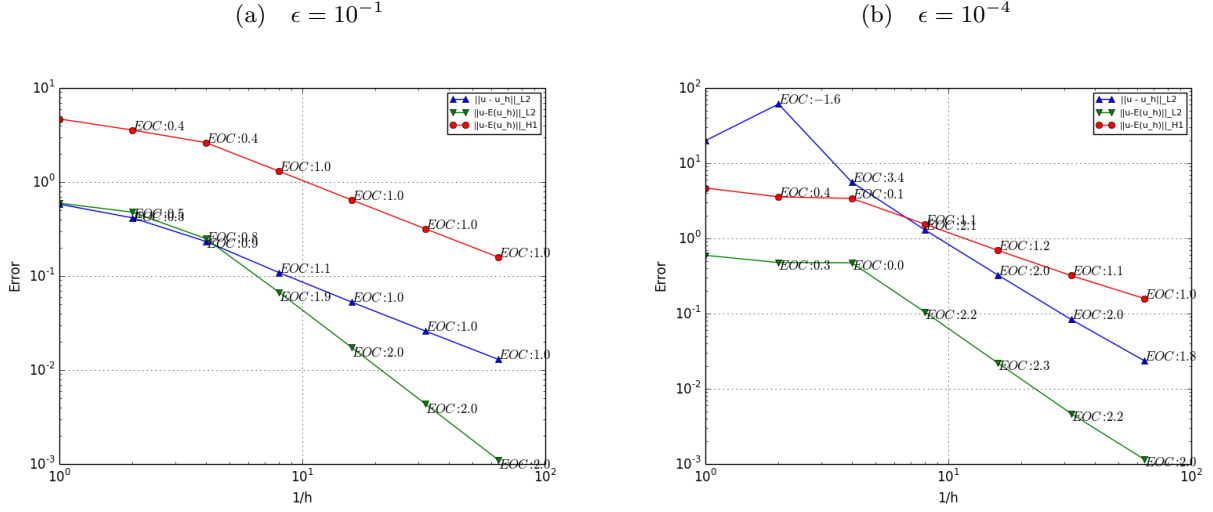 (a) ϵ = 10⁻¹
10¹
10⁰
10⁻¹
10⁻²
10⁻³
Error
10⁰
10¹
10²
1/h
||u - u_h||_L2
||u-E(u_h)||_L2
||u-E(u_h)||_H1
EOC:0.4
EOC:0.4
EOC:1.0
EOC:1.0
EOC:1.0
EOC:1.0
EOC:0.5
EOC:0.3
EOC:0.8
EOC:0.9
EOC:1.1
EOC:1.9
EOC:1.0
EOC:2.0
EOC:1.0
EOC:2.0
EOC:1.0
EOC:2.0
(b) ϵ = 10⁻⁴
10²
10¹
10⁰
10⁻¹
10⁻²
10⁻³
Error
10⁰
10¹
10²
1/h
||u - u_h||_L2
||u-E(u_h)||_L2
||u-E(u_h)||_H1
EOC:−1.6
EOC:3.4
EOC:0.4
EOC:0.1
EOC:1.1
EOC:2.1
EOC:1.2
EOC:2.0
EOC:1.1
EOC:2.0
EOC:1.0
EOC:1.8
EOC:0.3
EOC:0.0
EOC:2.2
EOC:2.3
EOC:2.2
EOC:2.0